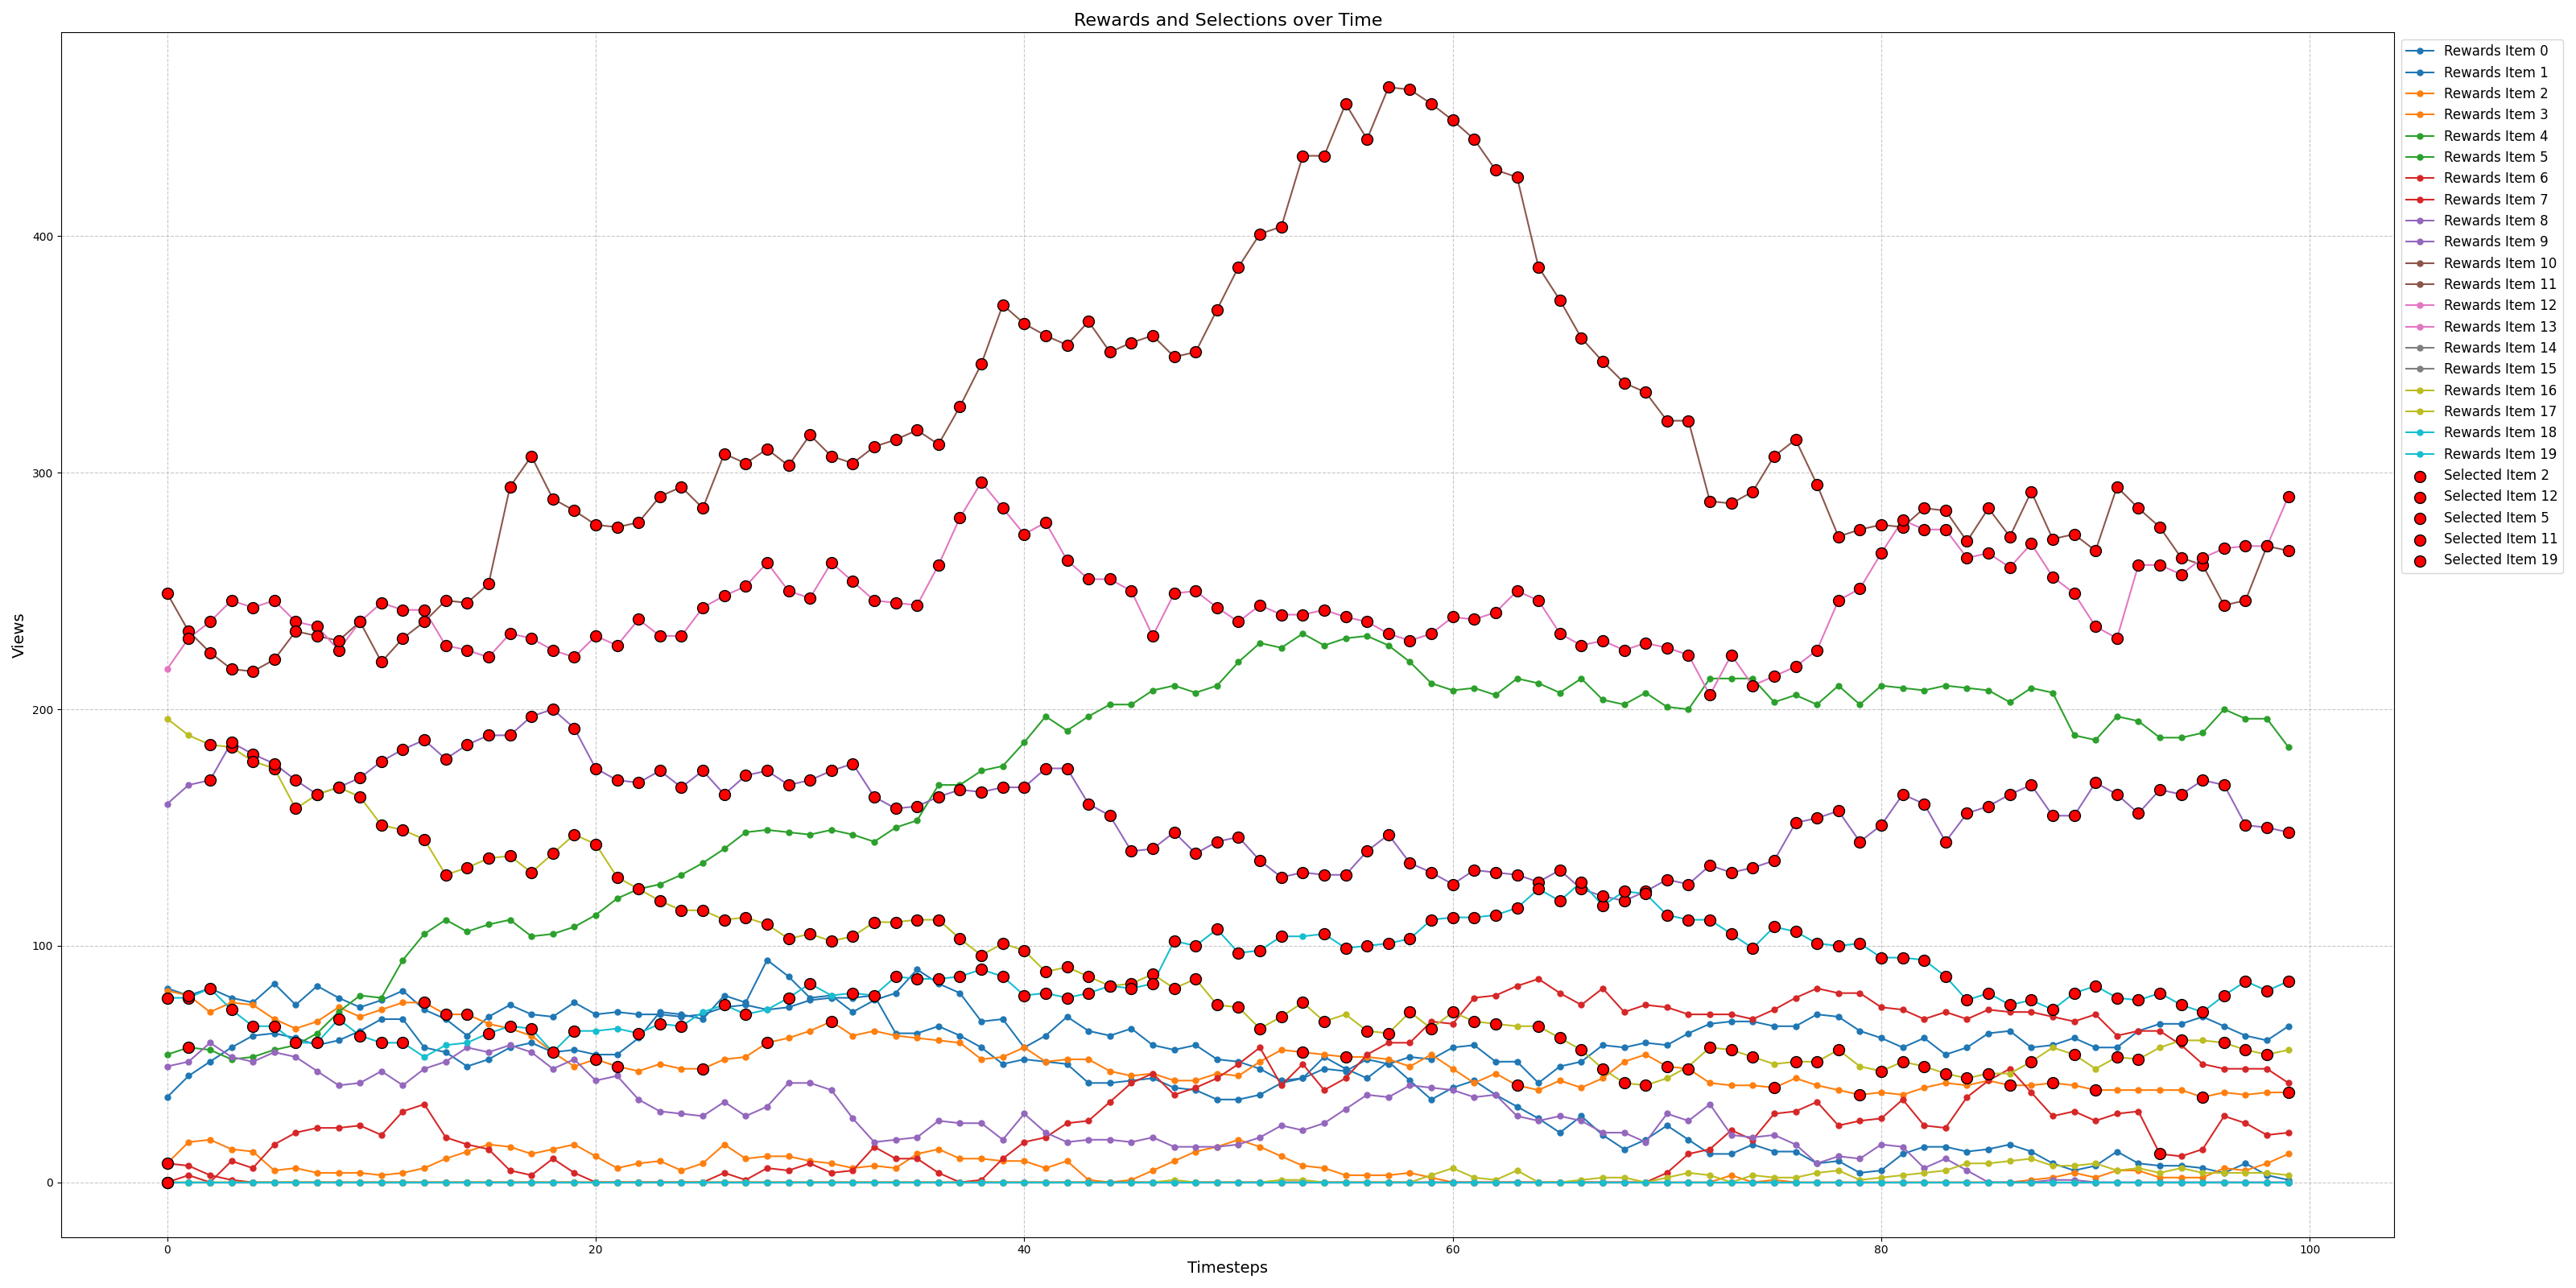 Rewards and Selections over Time
Views
400
300
200
100
0
0
20
40
60
80
100
Timesteps
Rewards Item 0
Rewards Item 1
Rewards Item 2
Rewards Item 3
Rewards Item 4
Rewards Item 5
Rewards Item 6
Rewards Item 7
Rewards Item 8
Rewards Item 9
Rewards Item 10
Rewards Item 11
Rewards Item 12
Rewards Item 13
Rewards Item 14
Rewards Item 15
Rewards Item 16
Rewards Item 17
Rewards Item 18
Rewards Item 19
Selected Item 2
Selected Item 12
Selected Item 5
Selected Item 11
Selected Item 19